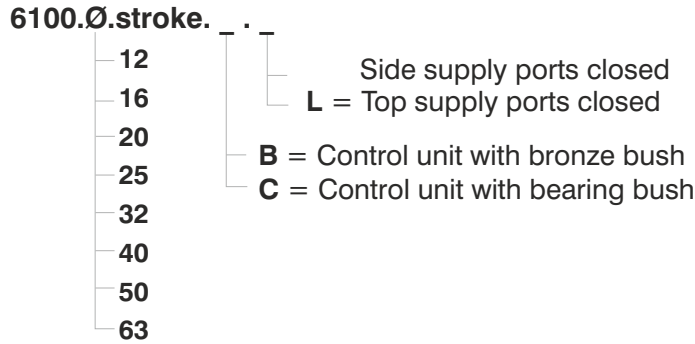 6100.Ø.stroke. _ . _
12
Side supply ports closed
16
L = Top supply ports closed
20
B = Control unit with bronze bush
25
C = Control unit with bearing bush
32
40
50
63